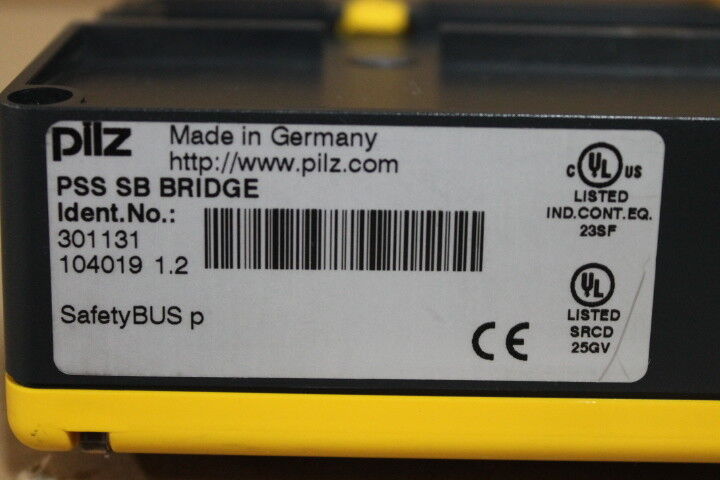 pilz
Made in Germany
http://www.pilz.com
PSS SB BRIDGE
Ident.No.:
301131
104019 1.2
SafetyBUS p
C UL US
LISTED
IND.CONT.EQ.
23SF
UL
LISTED
SRCD
25GV
CE